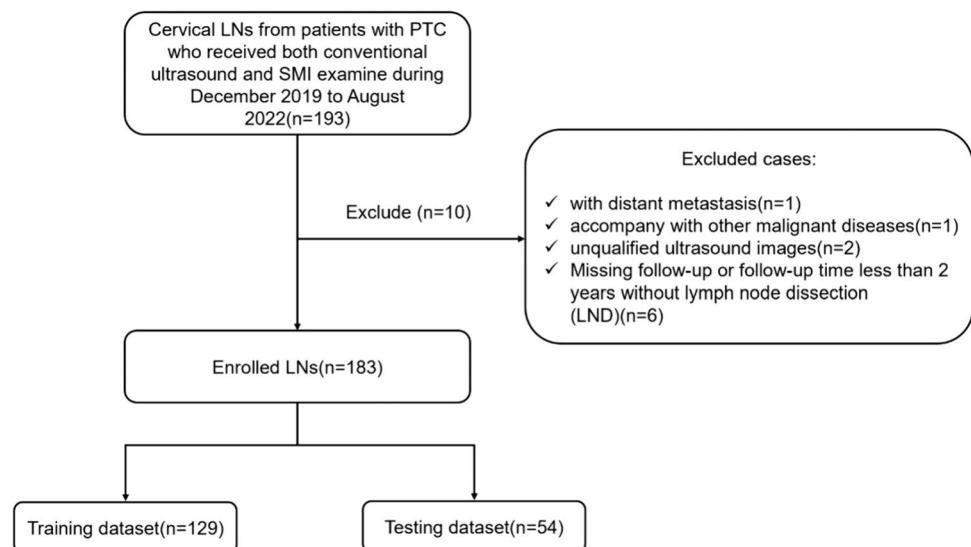 Cervical LNs from patients with PTC
who received both conventional
ultrasound and SMI examine during
December 2019 to August
2022(n=193)
Exclude (n=10)
Excluded cases:
✓ with distant metastasis(n=1)
✓ accompany with other malignant diseases(n=1)
✓ unqualified ultrasound images(n=2)
✓ Missing follow-up or follow-up time less than 2
years without lymph node dissection
(LND)(n=6)
Enrolled LNs(n=183)
Training dataset(n=129)
Testing dataset(n=54)